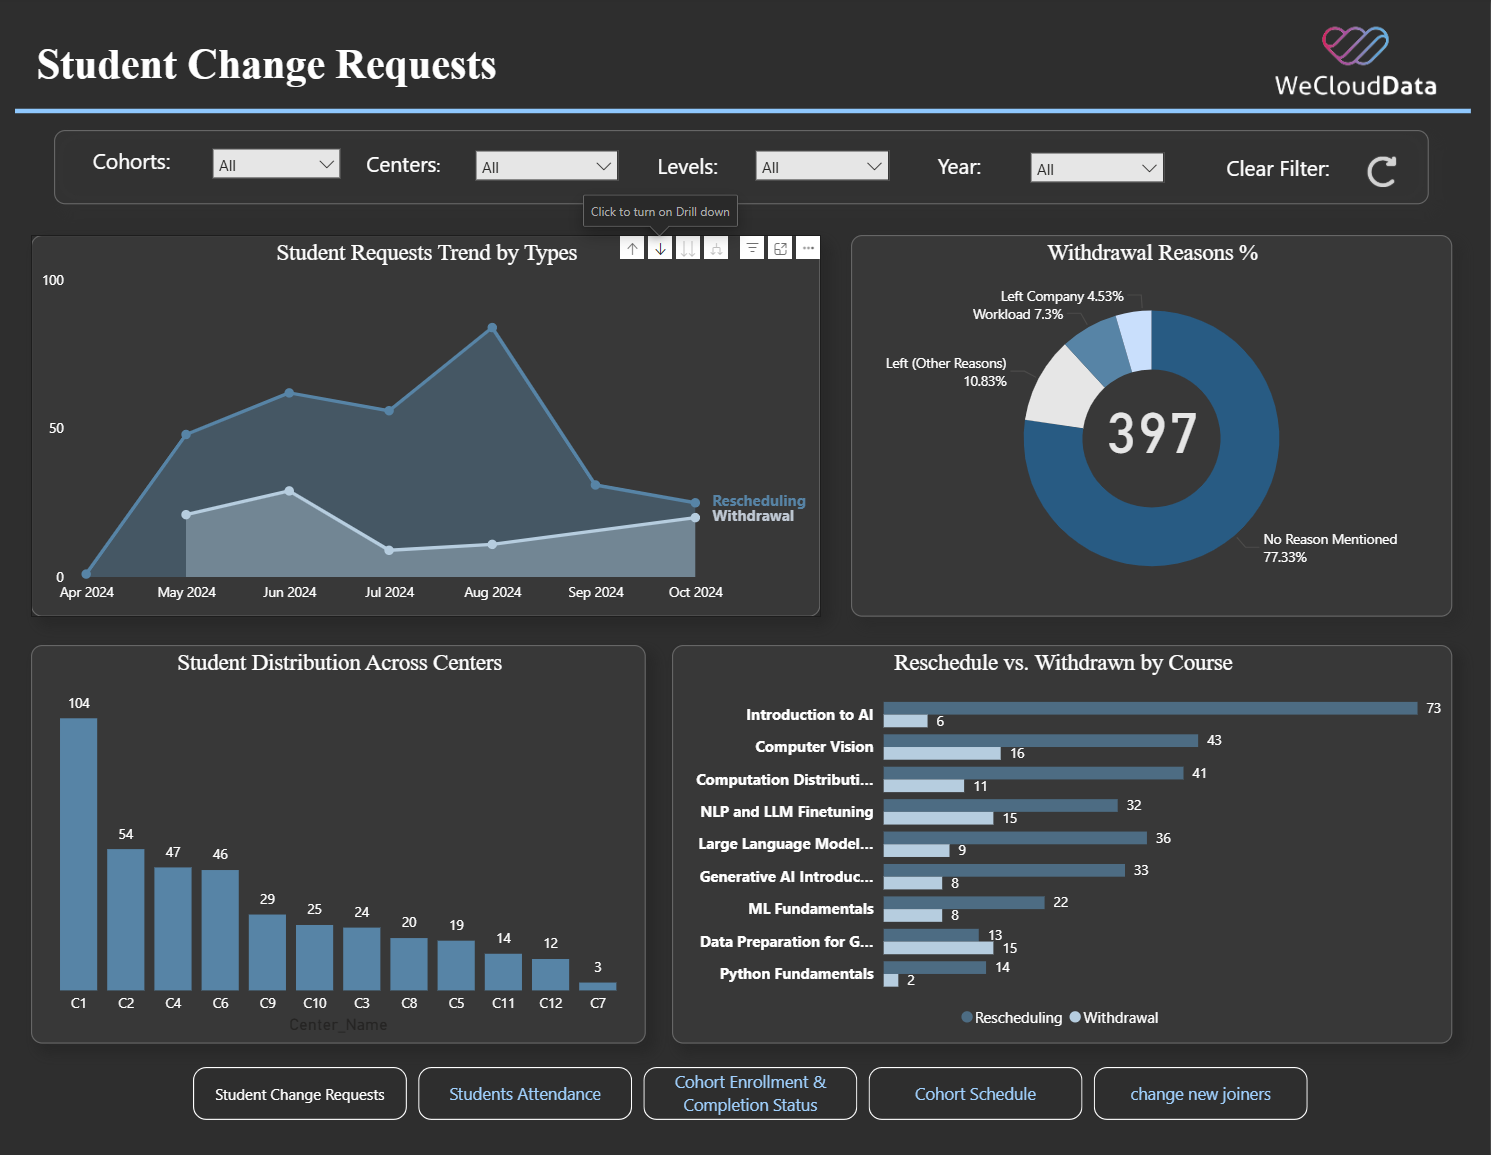 Student Change Requests
WeCloudData
Cohorts:
All
Centers:
All
Levels:
All
Year:
All
Clear Filter:
Click to turn on Drill down
Student Requests Trend by Types
100
50
0
Apr 2024
May 2024
Jun 2024
Jul 2024
Aug 2024
Sep 2024
Oct 2024
Rescheduling
Withdrawal
Withdrawal Reasons %
Left Company 4.53%
Workload 7.3%
Left (Other Reasons)
10.83%
397
No Reason Mentioned
77.33%
Student Distribution Across Centers
104
54
47
46
29
25
24
20
19
14
12
3
C1
C2
C4
C6
C9
C10
C3
C8
C5
C11
C12
C7
Center_Name
Reschedule vs. Withdrawn by Course
Introduction to AI
73
6
Computer Vision
43
16
Computation Distributi...
41
11
NLP and LLM Finetuning
32
15
Large Language Model...
36
9
Generative AI Introduc...
33
8
ML Fundamentals
22
8
Data Preparation for G...
13
15
Python Fundamentals
14
2
Rescheduling
Withdrawal
Student Change Requests
Students Attendance
Cohort Enrollment &
Completion Status
Cohort Schedule
change new joiners